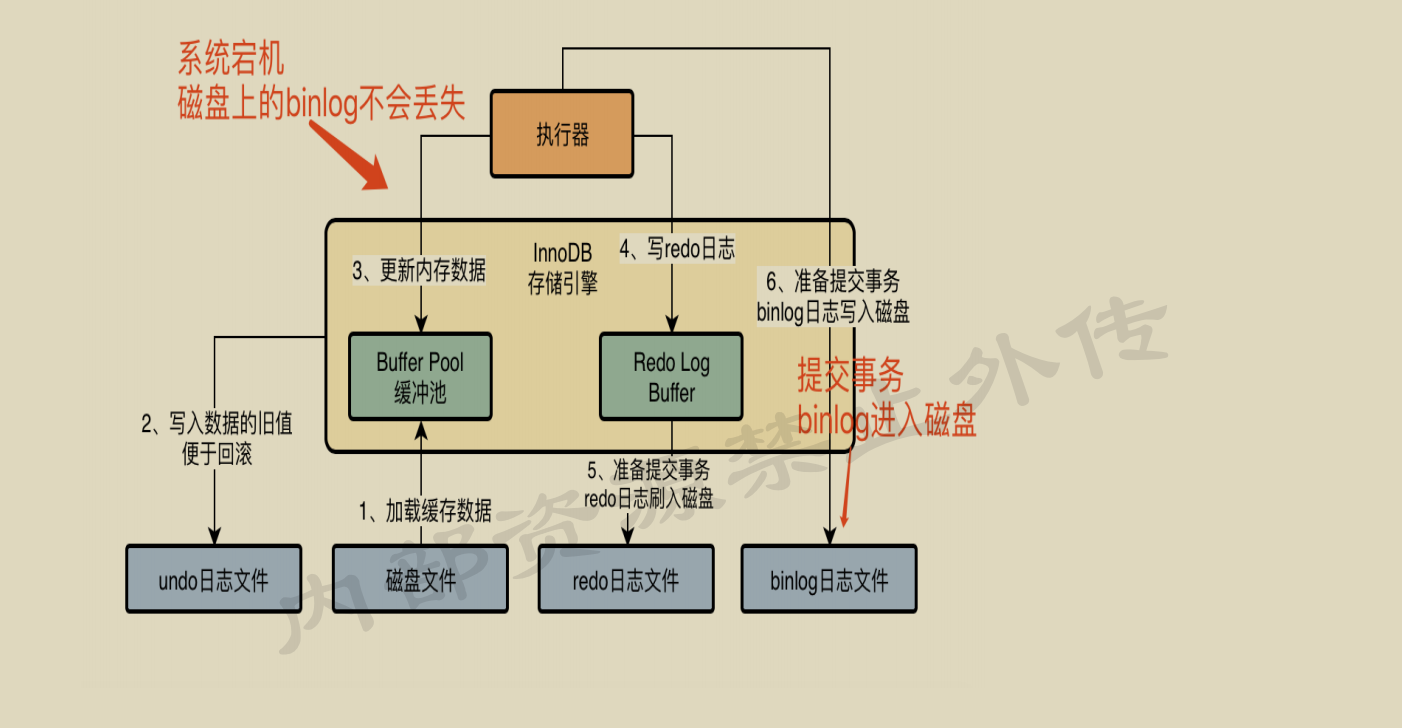 系统宕机
磁盘上的binlog不会丢失
执行器
InnoDB
存储引擎
3、更新内存数据
4、写redo日志
6、准备提交事务
binlog日志写入磁盘
Buffer Pool
缓冲池
Redo Log
Buffer
提交事务
binlog进入磁盘
2、写入数据的旧值
便于回滚
1、加载缓存数据
5、准备提交事务
redo日志刷入磁盘
undo日志文件
磁盘文件
redo日志文件
binlog日志文件
内部资源禁止外传